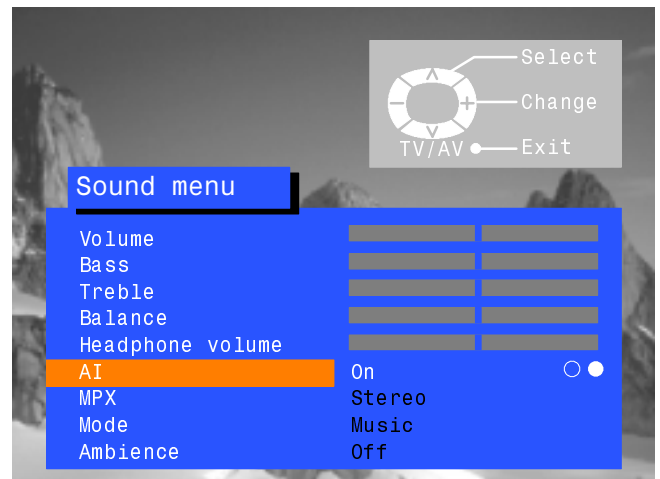 Select
Change
TV/AV Exit
Sound menu
Volume
Bass
Treble
Balance
Headphone volume
AI On
MPX Stereo
Mode Music
Ambience Off